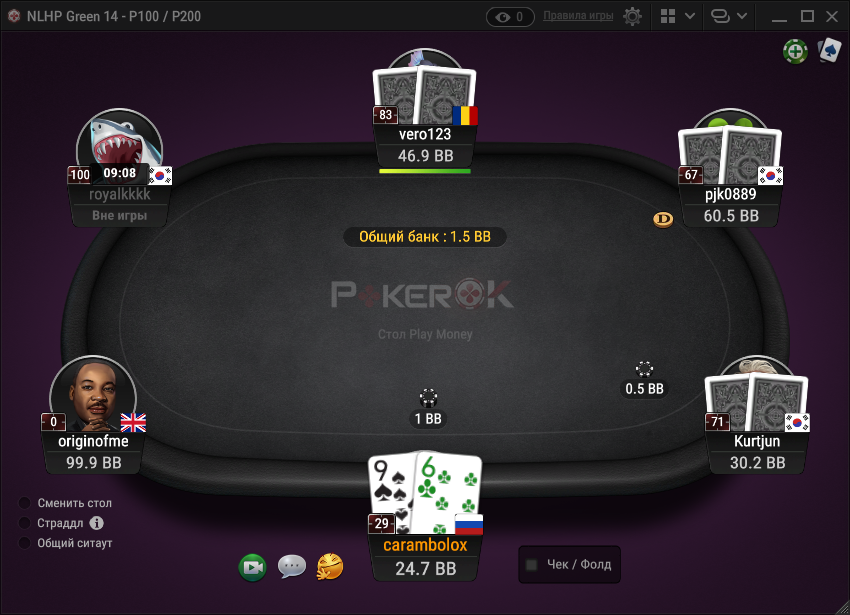 NLHP Green 14 - P100 / P200
0
Правила игры
83
vero123
46.9 BB
100
09:08
royalkkkk
Вне игры
67
pjk0889
60.5 BB
D
Общий банк : 1.5 BB
POKEROK
Стол Play Money
0.5 BB
1 BB
0
originofme
99.9 BB
71
Kurtjun
30.2 BB
9
6
29
carambolox
24.7 BB
Сменить стол
Страддл i
Общий ситаут
Чек / Фолд